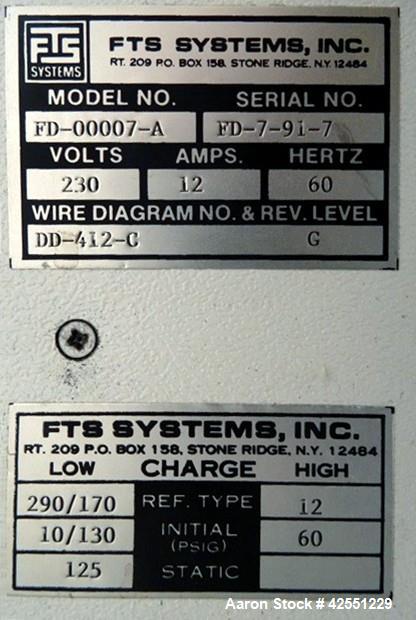 FTS SYSTEMS, INC.
FTS SYSTEMS
RT. 209 P.O. BOX 158, STONE RIDGE, N.Y. 12484
MODEL NO. SERIAL NO.
FD-00007-A FD-7-91-7
VOLTS AMPS. HERTZ
230 12 60
WIRE DIAGRAM NO. & REV. LEVEL
DD-412-C G
FTS SYSTEMS, INC.
RT. 209 P.O. BOX 158, STONE RIDGE, N.Y. 12484
LOW CHARGE HIGH
290/170 REF. TYPE 12
10/130 INITIAL (PSIG) 60
125 STATIC
Aaron Stock # 42551229